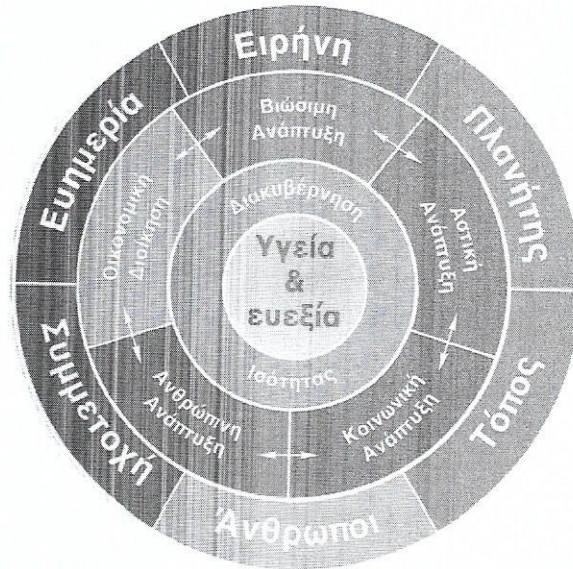 Ειρήνη
Πλανήτης
Τόπος
Άνθρωποι
Συμμετοχή
Ευημερία
Βιώσιμη
Ανάπτυξη
Αστική
Ανάπτυξη
Κοινωνική
Ανάπτυξη
Ανθρώπινη
Ανάπτυξη
Οικονομική
Διοίκηση
Διακυβέρνηση
Ισότητας
Υγεία
&
ευεξία